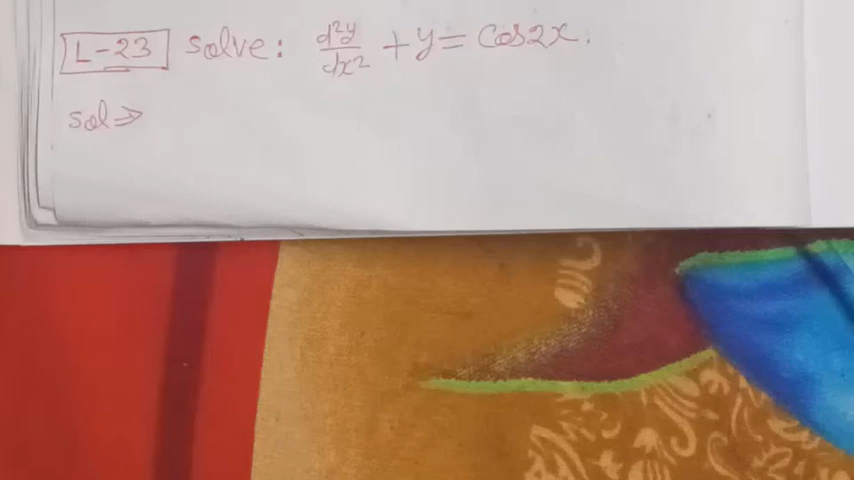 L-23 solve: d²y/dx² + y = cos2x.
sol⇒